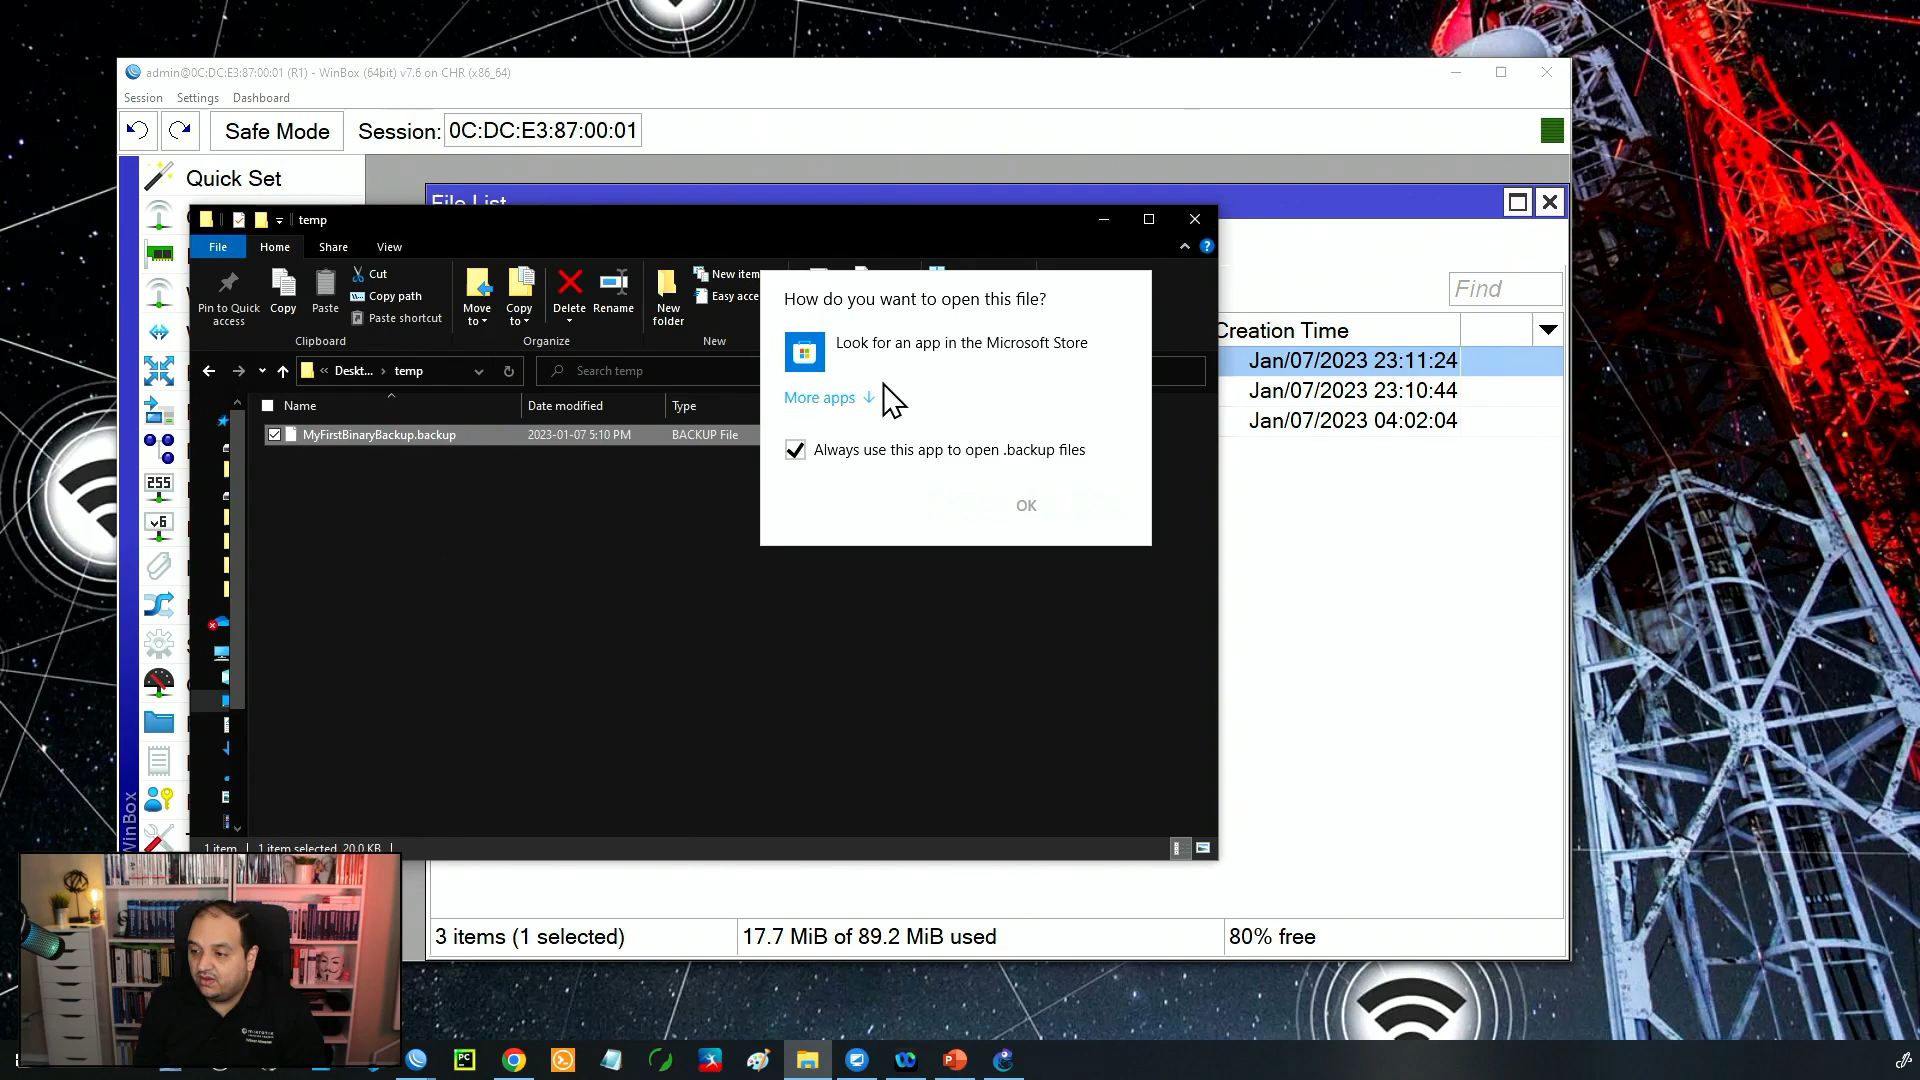 admin@0C:DC:E3:87:00:01 (R1) - WinBox (64bit) v7.6 on CHR (x86_64)
Session Settings Dashboard
Safe Mode Session: 0C:DC:E3:87:00:01
Quick Set
File List
temp
File Home Share View
Pin to Quick access
Copy
Paste
Cut
Copy path
Paste shortcut
Clipboard
Move to
Copy to
Delete
Rename
Organize
New folder
New item
Easy acce
New
Deskt... temp
Search temp
Name Date modified Type
MyFirstBinaryBackup.backup 2023-01-07 5:10 PM BACKUP File
1 item 1 item selected 20.0 KB
How do you want to open this file?
Look for an app in the Microsoft Store
More apps
Always use this app to open .backup files
OK
Find
Creation Time
Jan/07/2023 23:11:24
Jan/07/2023 23:10:44
Jan/07/2023 04:02:04
255
v6
WinBox
3 items (1 selected) 17.7 MiB of 89.2 MiB used 80% free
PC